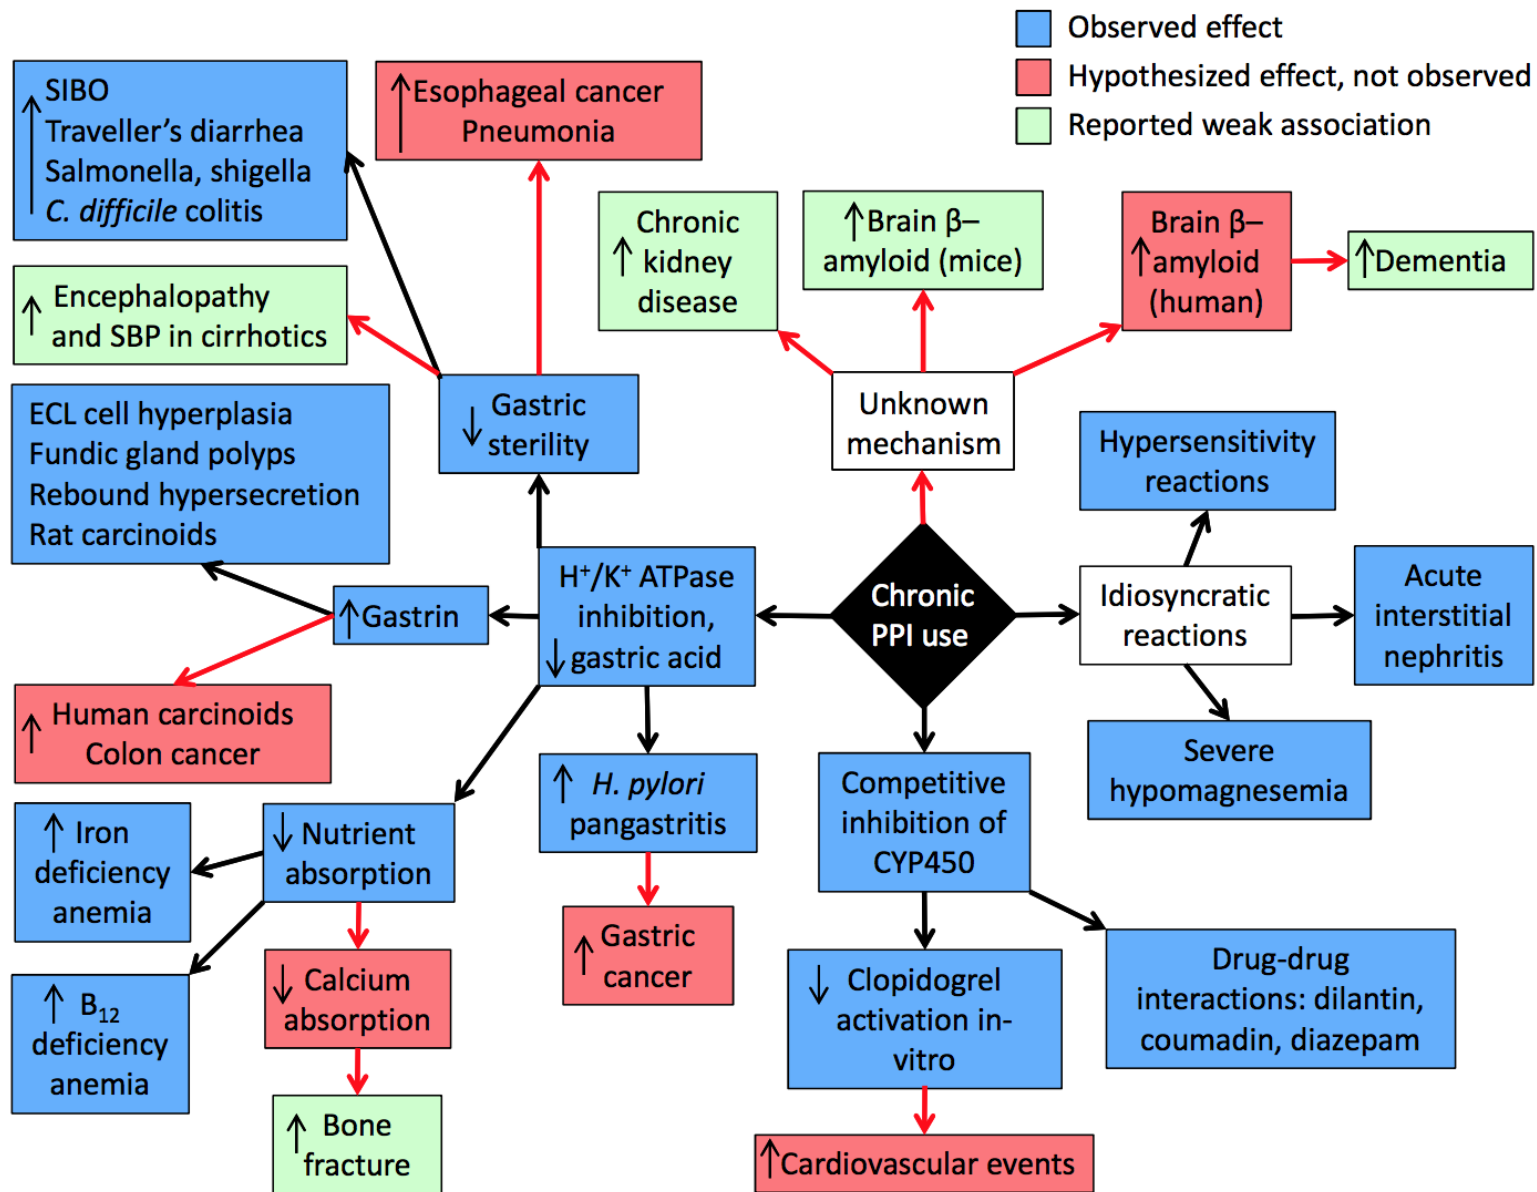 Observed effect
Hypothesized effect, not observed
Reported weak association
↑ SIBO
Traveller’s diarrhea
Salmonella, shigella
C. difficile colitis
↑ Esophageal cancer
Pneumonia
↑ Encephalopathy
and SBP in cirrhotics
↑ Chronic
kidney
disease
↑ Brain β–
amyloid (mice)
↑ Brain β–
amyloid
(human)
↑ Dementia
↓ Gastric
sterility
Unknown
mechanism
ECL cell hyperplasia
Fundic gland polyps
Rebound hypersecretion
Rat carcinoids
Hypersensitivity
reactions
↑ Gastrin
H⁺/K⁺ ATPase
inhibition,
↓ gastric acid
Chronic
PPI use
Idiosyncratic
reactions
Acute
interstitial
nephritis
↑ Human carcinoids
Colon cancer
Severe
hypomagnesemia
↑ Iron
deficiency
anemia
↓ Nutrient
absorption
↑ H. pylori
pangastritis
Competitive
inhibition of
CYP450
↑ B₁₂
deficiency
anemia
↓ Calcium
absorption
↑ Gastric
cancer
↓ Clopidogrel
activation in-
vitro
Drug-drug
interactions: dilantin,
coumadin, diazepam
↑ Bone
fracture
↑ Cardiovascular events